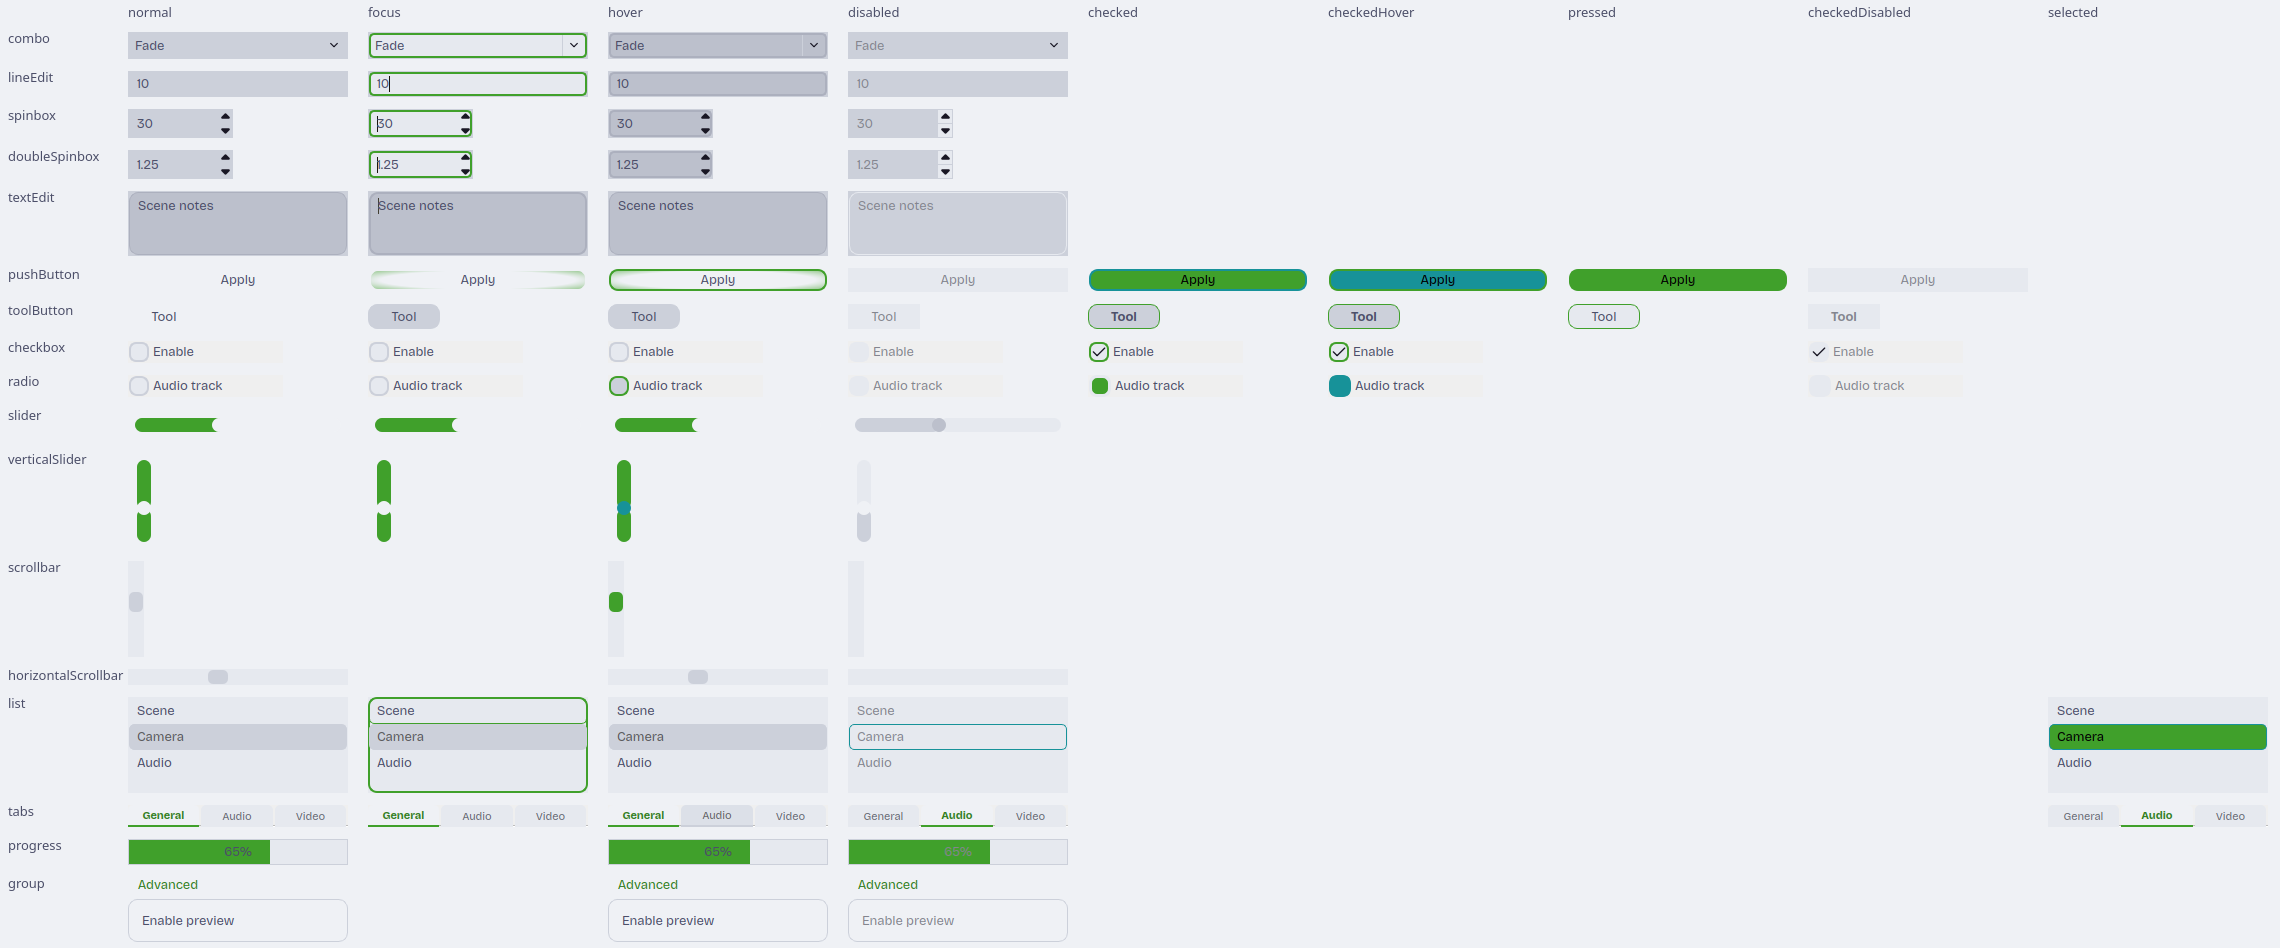 normal focus hover disabled checked checkedHover pressed checkedDisabled selected
combo Fade Fade Fade Fade
lineEdit 10 10 10 10
spinbox 30 30 30 30
doubleSpinbox 1.25 1.25 1.25 1.25
textEdit Scene notes Scene notes Scene notes Scene notes
pushButton Apply Apply Apply Apply Apply Apply Apply Apply
toolButton Tool Tool Tool Tool Tool Tool Tool Tool
checkbox Enable Enable Enable Enable Enable Enable Enable
radio Audio track Audio track Audio track Audio track Audio track Audio track Audio track
slider
verticalSlider
scrollbar
horizontalScrollbar
list Scene Scene Scene Scene Scene
Camera Camera Camera Camera Camera
Audio Audio Audio Audio Audio
tabs General Audio Video General Audio Video General Audio Video General Audio Video General Audio Video
progress 65% 65% 65%
group Advanced Advanced Advanced
Enable preview Enable preview Enable preview